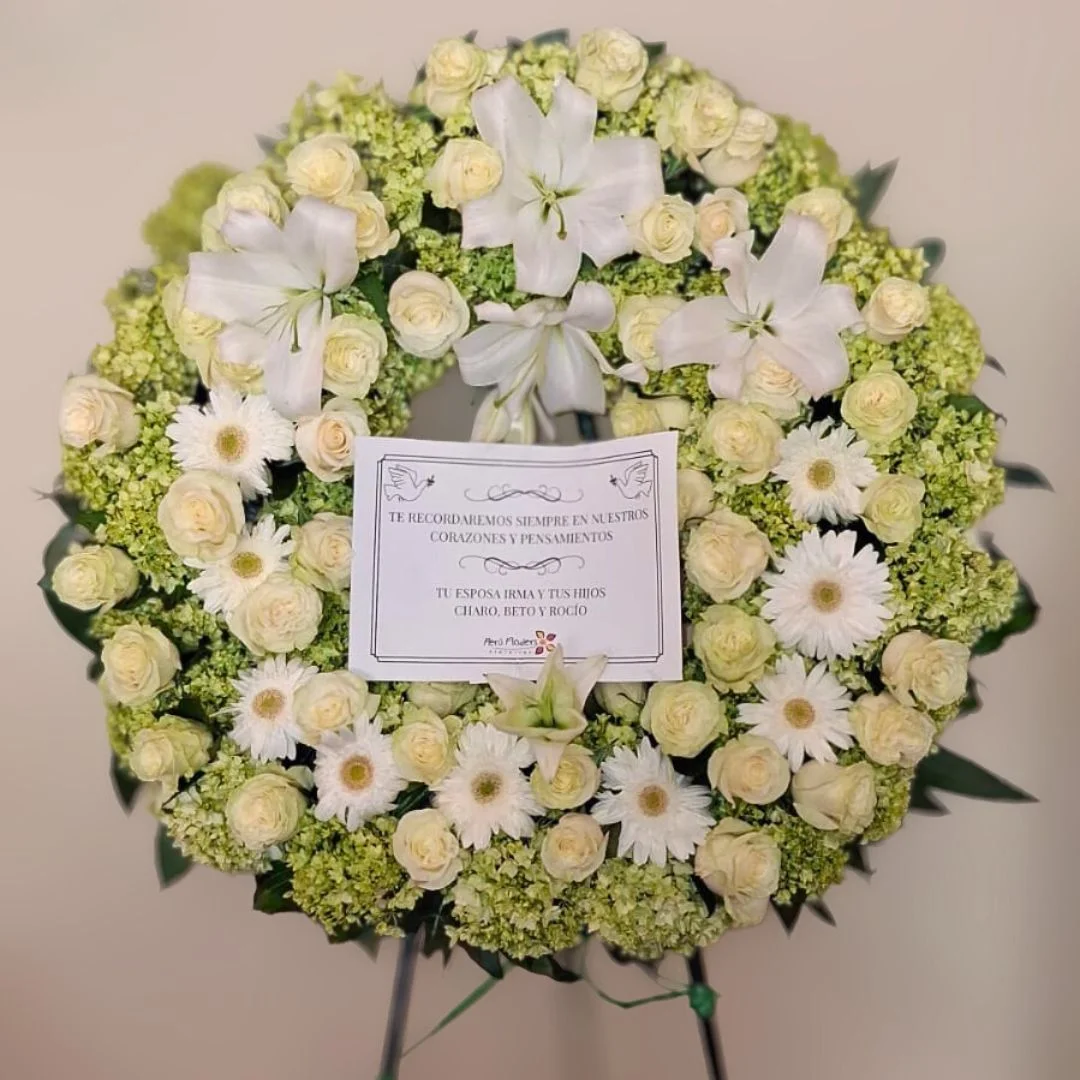 TE RECORDAREMOS SIEMPRE EN NUESTROS
CORAZONES Y PENSAMIENTOS
TU ESPOSA IRMA Y TUS HIJOS
CHARO, BETO Y ROCÍO
Perú Flowers